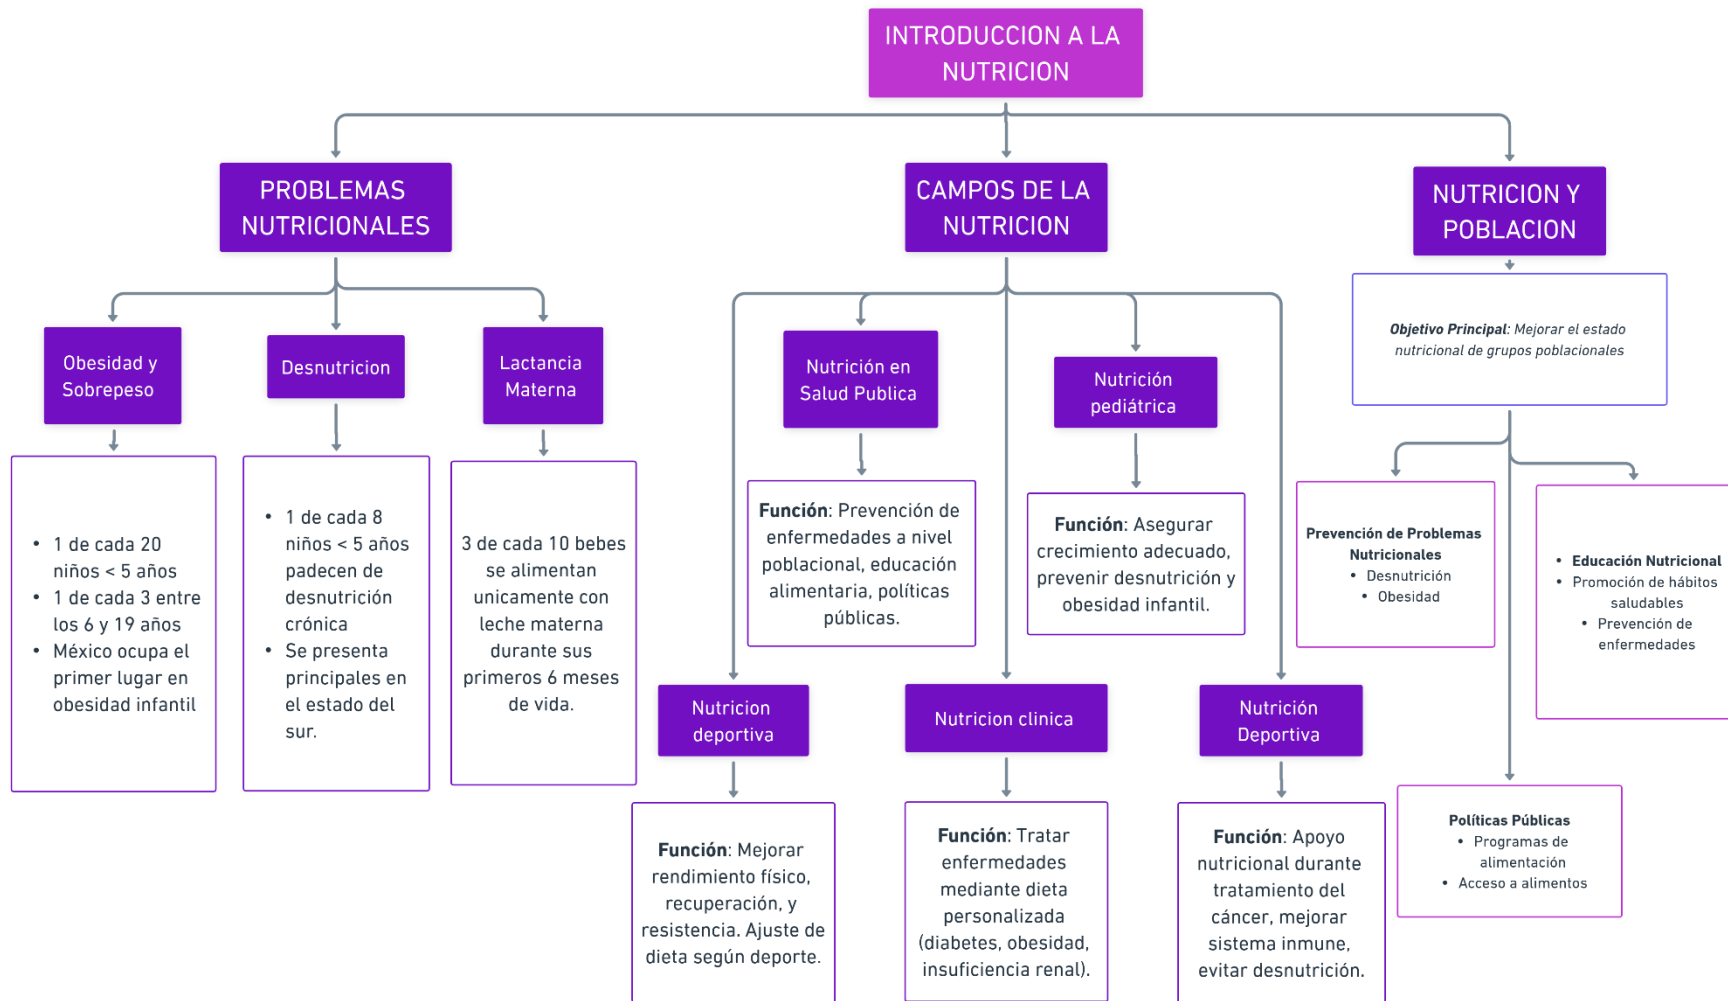 INTRODUCCION A LA
NUTRICION
PROBLEMAS
NUTRICIONALES
CAMPOS DE LA
NUTRICION
NUTRICION Y
POBLACION
Obesidad y
Sobrepeso
Desnutricion
Lactancia
Materna
• 1 de cada 20
niños < 5 años
• 1 de cada 3 entre
los 6 y 19 años
• México ocupa el
primer lugar en
obesidad infantil
• 1 de cada 8
niños < 5 años
padecen de
desnutrición
crónica
• Se presenta
principales en
el estado del
sur.
3 de cada 10 bebes
se alimentan
unicamente con
leche materna
durante sus
primeros 6 meses
de vida.
Nutrición en
Salud Publica
Nutrición
pediátrica
Función: Prevención de
enfermedades a nivel
poblacional, educación
alimentaria, políticas
públicas.
Función: Asegurar
crecimiento adecuado,
prevenir desnutrición y
obesidad infantil.
Nutricion
deportiva
Nutricion clinica
Nutrición
Deportiva
Función: Mejorar
rendimiento físico,
recuperación, y
resistencia. Ajuste de
dieta según deporte.
Función: Tratar
enfermedades
mediante dieta
personalizada
(diabetes, obesidad,
insuficiencia renal).
Función: Apoyo
nutricional durante
tratamiento del
cáncer, mejorar
sistema inmune,
evitar desnutrición.
Objetivo Principal: Mejorar el estado
nutricional de grupos poblacionales
Prevención de Problemas
Nutricionales
• Desnutrición
• Obesidad
• Educación Nutricional
• Promoción de hábitos
saludables
• Prevención de
enfermedades
Políticas Públicas
• Programas de
alimentación
• Acceso a alimentos